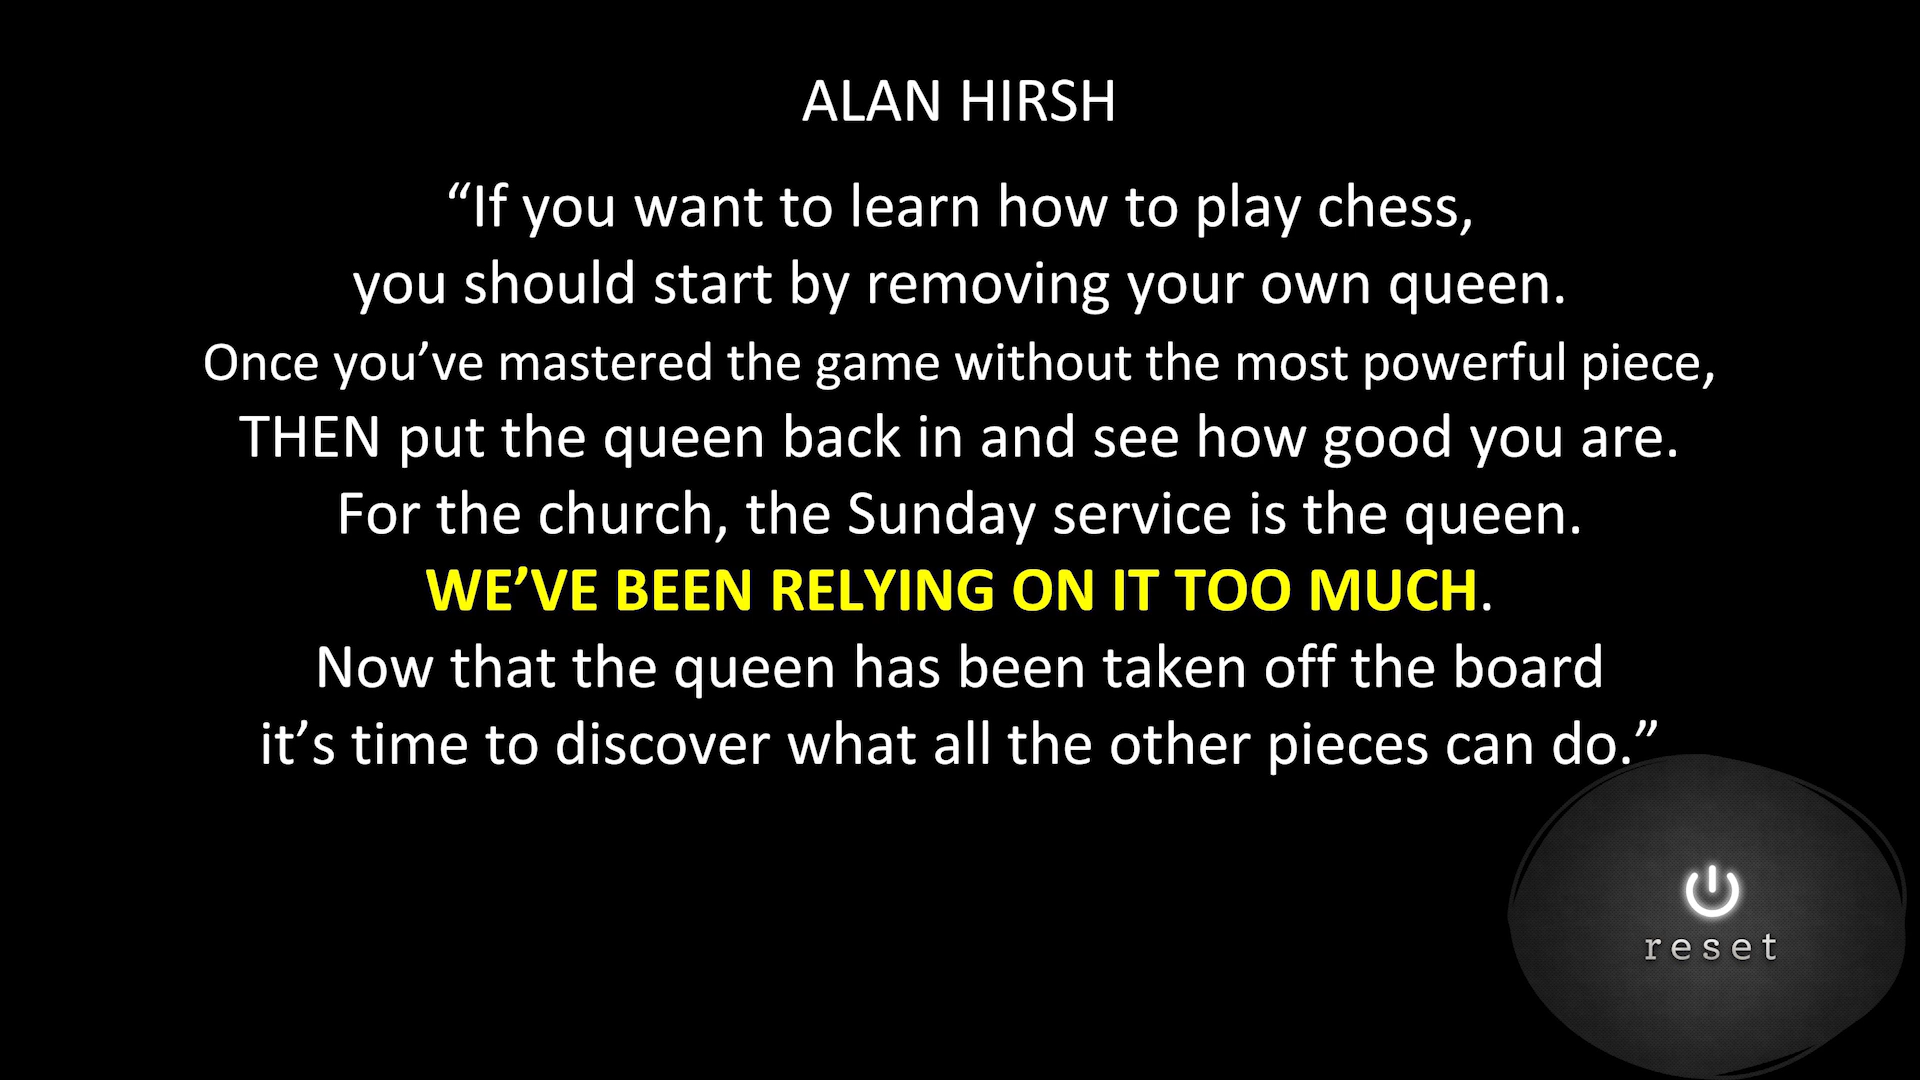 ALAN HIRSH
“If you want to learn how to play chess,
you should start by removing your own queen.
Once you’ve mastered the game without the most powerful piece,
THEN put the queen back in and see how good you are.
For the church, the Sunday service is the queen.
WE’VE BEEN RELYING ON IT TOO MUCH.
Now that the queen has been taken off the board
it’s time to discover what all the other pieces can do.”
reset